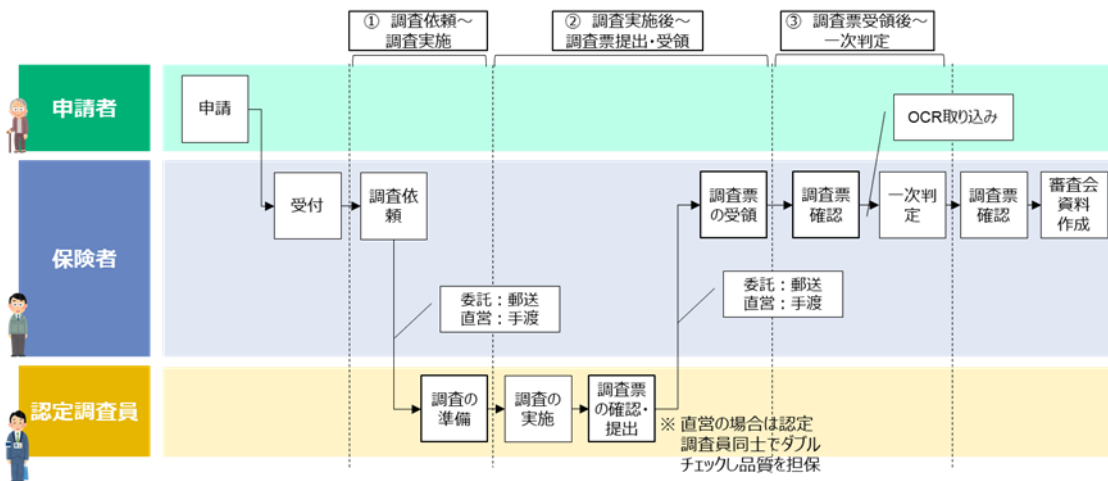 ① 調査依頼～
調査実施
② 調査実施後～
調査票提出・受領
③ 調査票受領後～
一次判定
申請者
申請
OCR取り込み
保険者
受付
調査依
頼
調査票
の受領
調査票
確認
一次判
定
調査票
確認
審査会
資料
作成
委託：郵送
直営：手渡
委託：郵送
直営：手渡
認定調査員
調査の
準備
調査の
実施
調査票
の確認・
提出
※ 直営の場合は認定
調査員同士でダブル
チェックし品質を担保